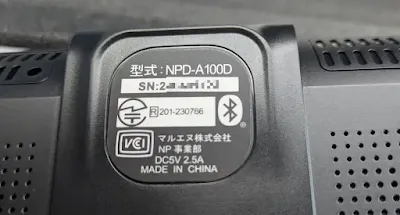 型式: NPD-A100D
SN:2
R 201-230766
VCI
マルエヌ株式会社
NP 事業部
DC5V 2.5A
MADE IN CHINA